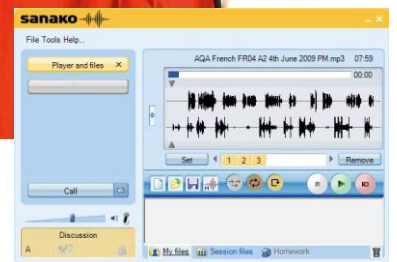 sanako
File Tools Help...
Player and files ×
AQA French FR04 A2 4th June 2009 PM.mp3 07:59
00:00
Set 1 2 3 Remove
Call
Discussion
A
My files Session files Homework